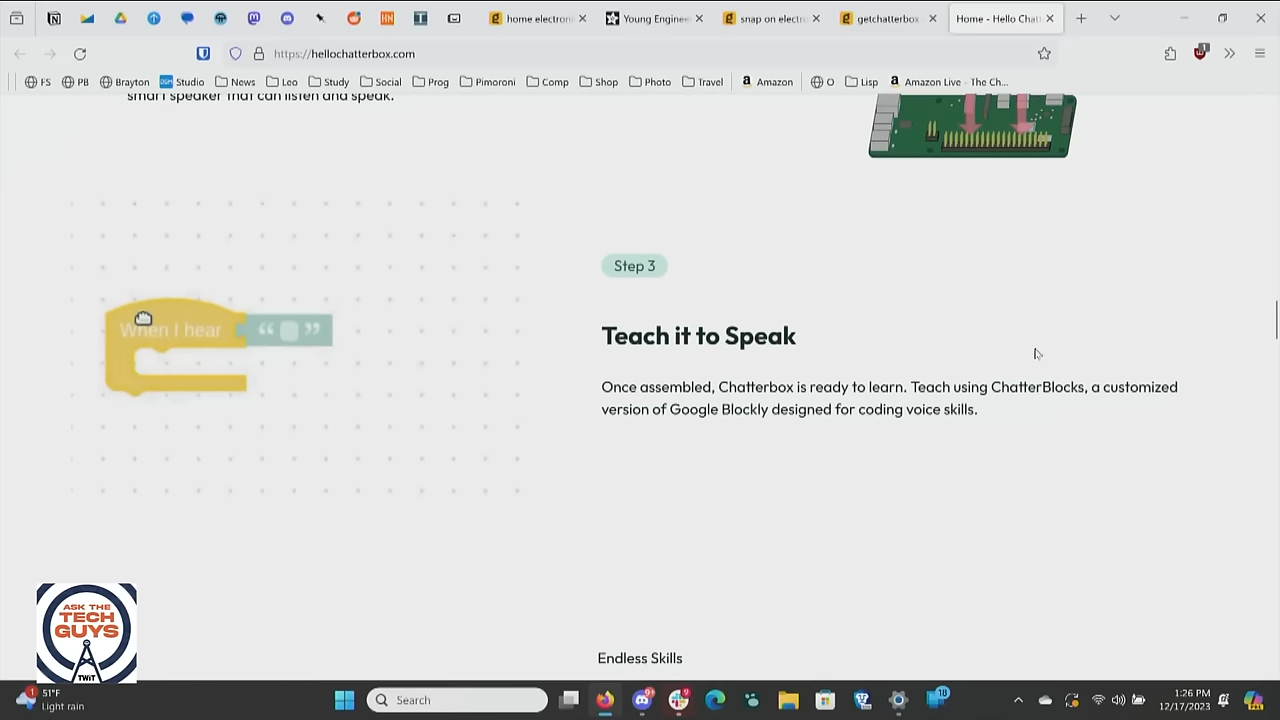 home electroni
Young Enginee
snap on electr
getchatterbox
Home - Hello Chatt
https://hellochatterbox.com
FS
PB
Brayton
DSM
Studio
News
Leo
Study
Social
Prog
Pimoroni
Comp
Shop
Photo
Travel
Amazon
O
Lisp
Amazon Live - The Ch...
smart speaker that can listen and speak.
When I hear “ ”
Step 3
Teach it to Speak
Once assembled, Chatterbox is ready to learn. Teach using ChatterBlocks, a customized
version of Google Blockly designed for coding voice skills.
Endless Skills
ASK THE
TECH
GUYS
TWiT
51°F
Light rain
Search
1:26 PM
12/17/2023